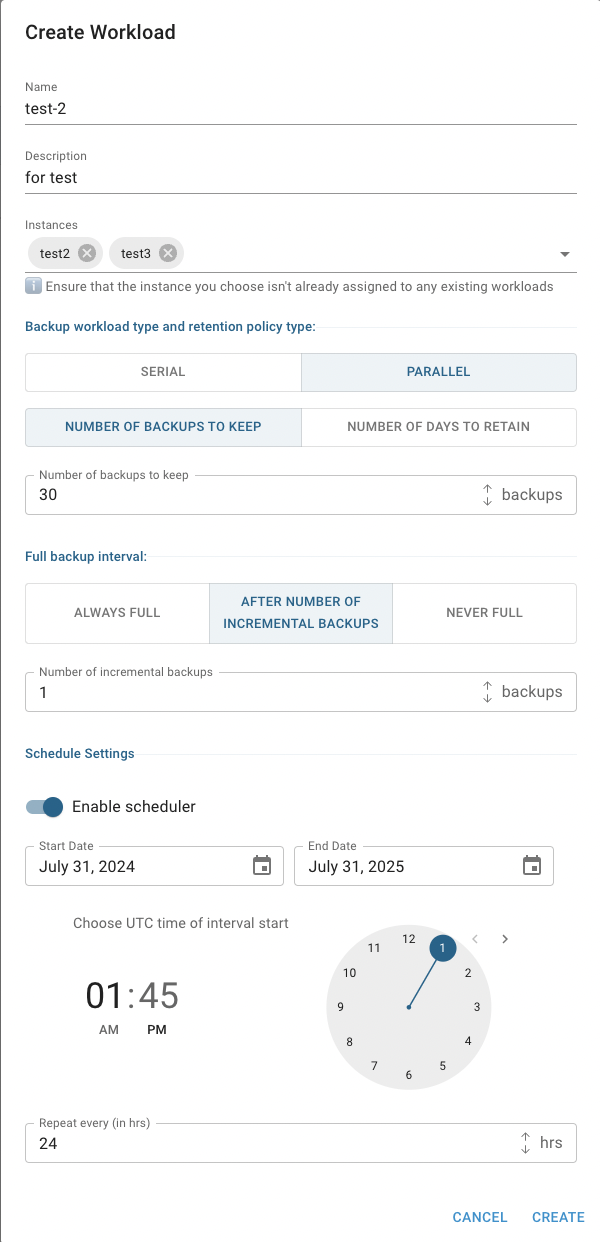 Create Workload
Name
test-2
Description
for test
Instances
test2 test3
Ensure that the instance you choose isn't already assigned to any existing workloads
Backup workload type and retention policy type:
SERIAL PARALLEL
NUMBER OF BACKUPS TO KEEP NUMBER OF DAYS TO RETAIN
Number of backups to keep
30 backups
Full backup interval:
ALWAYS FULL AFTER NUMBER OF INCREMENTAL BACKUPS NEVER FULL
Number of incremental backups
1 backups
Schedule Settings
Enable scheduler
Start Date End Date
July 31, 2024 July 31, 2025
Choose UTC time of interval start
01:45
AM PM
12
1
2
3
4
5
6
7
8
9
10
11
Repeat every (in hrs)
24 hrs
CANCEL CREATE